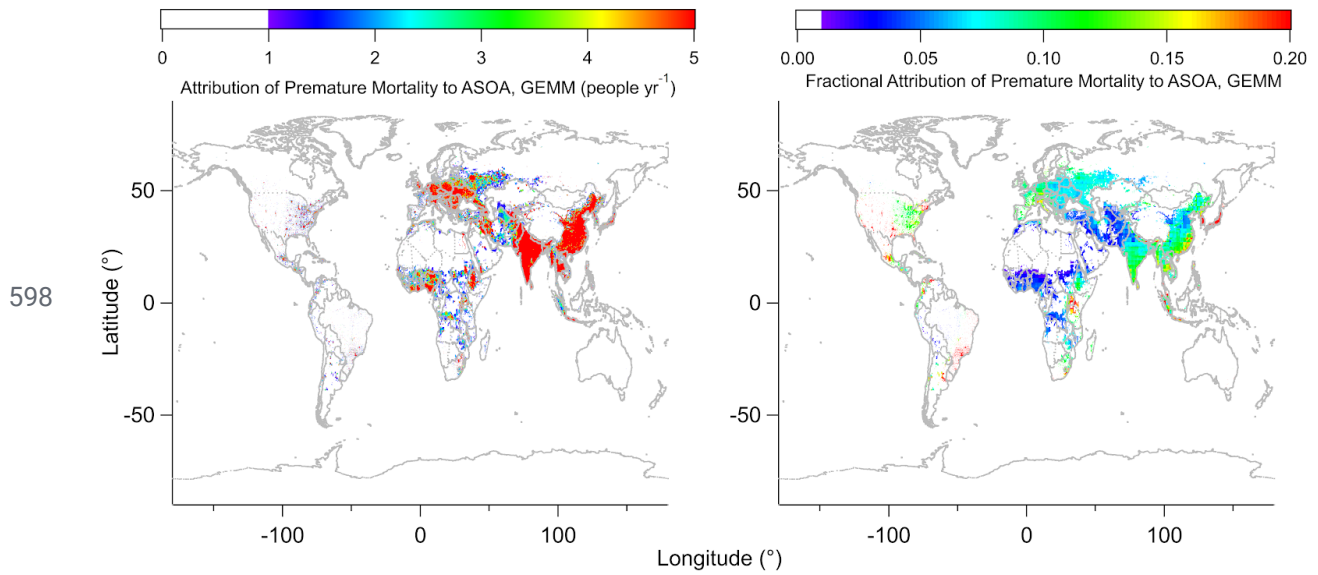 0 1 2 3 4 5
Attribution of Premature Mortality to ASOA, GEMM (people yr⁻¹)
0.00 0.05 0.10 0.15 0.20
Fractional Attribution of Premature Mortality to ASOA, GEMM
598
Latitude (°)
50
0
-50
-100 0 100
50
0
-50
-100 0 100
Longitude (°)